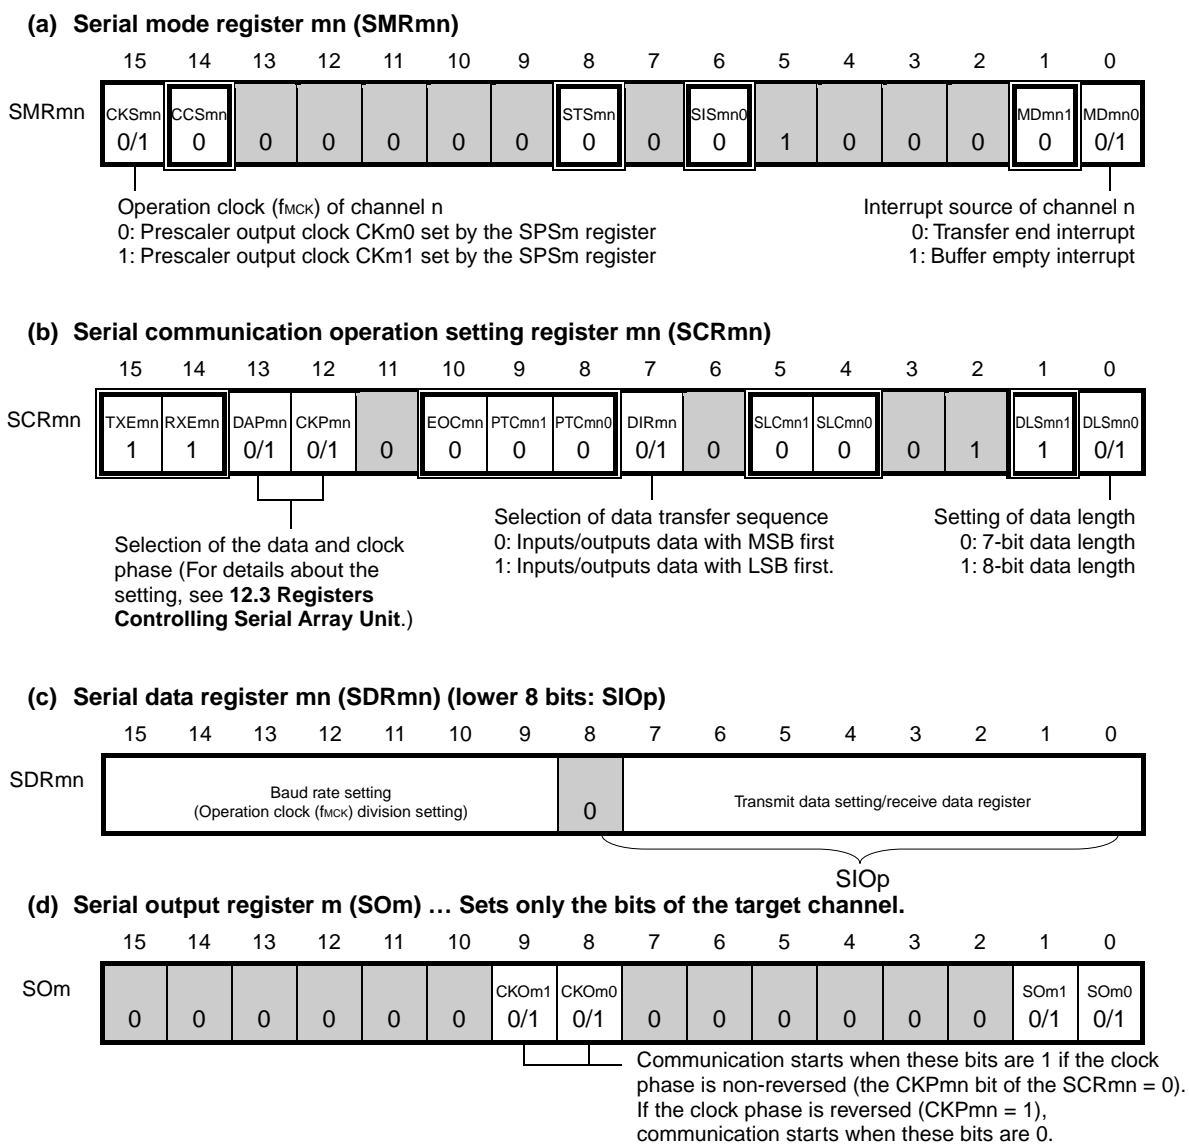 (a) Serial mode register mn (SMRmn)
15 14 13 12 11 10 9 8 7 6 5 4 3 2 1 0
SMRmn
CKSmn CCSmn STSmn SISmn0 MDmn1 MDmn0
0/1 0 0 0 0 0 0 0 0 0 1 0 0 0 0 0/1
Operation clock (fMCK) of channel n
0: Prescaler output clock CKm0 set by the SPSm register
1: Prescaler output clock CKm1 set by the SPSm register
Interrupt source of channel n
0: Transfer end interrupt
1: Buffer empty interrupt
(b) Serial communication operation setting register mn (SCRmn)
15 14 13 12 11 10 9 8 7 6 5 4 3 2 1 0
SCRmn
TXEmn RXEmn DAPmn CKPmn EOCmn PTCmn1 PTCmn0 DIRmn SLCmn1 SLCmn0 DLSmn1 DLSmn0
1 1 0/1 0/1 0 0 0 0 0/1 0 0 0 0 1 1 0/1
Selection of the data and clock
phase (For details about the
setting, see 12.3 Registers
Controlling Serial Array Unit.)
Selection of data transfer sequence
0: Inputs/outputs data with MSB first
1: Inputs/outputs data with LSB first.
Setting of data length
0: 7-bit data length
1: 8-bit data length
(c) Serial data register mn (SDRmn) (lower 8 bits: SIOp)
15 14 13 12 11 10 9 8 7 6 5 4 3 2 1 0
SDRmn
Baud rate setting
(Operation clock (fMCK) division setting)
0
Transmit data setting/receive data register
SIOp
(d) Serial output register m (SOm) … Sets only the bits of the target channel.
15 14 13 12 11 10 9 8 7 6 5 4 3 2 1 0
SOm
CKOm1 CKOm0 SOm1 SOm0
0 0 0 0 0 0 0/1 0/1 0 0 0 0 0 0 0/1 0/1
Communication starts when these bits are 1 if the clock
phase is non-reversed (the CKPmn bit of the SCRmn = 0).
If the clock phase is reversed (CKPmn = 1),
communication starts when these bits are 0.